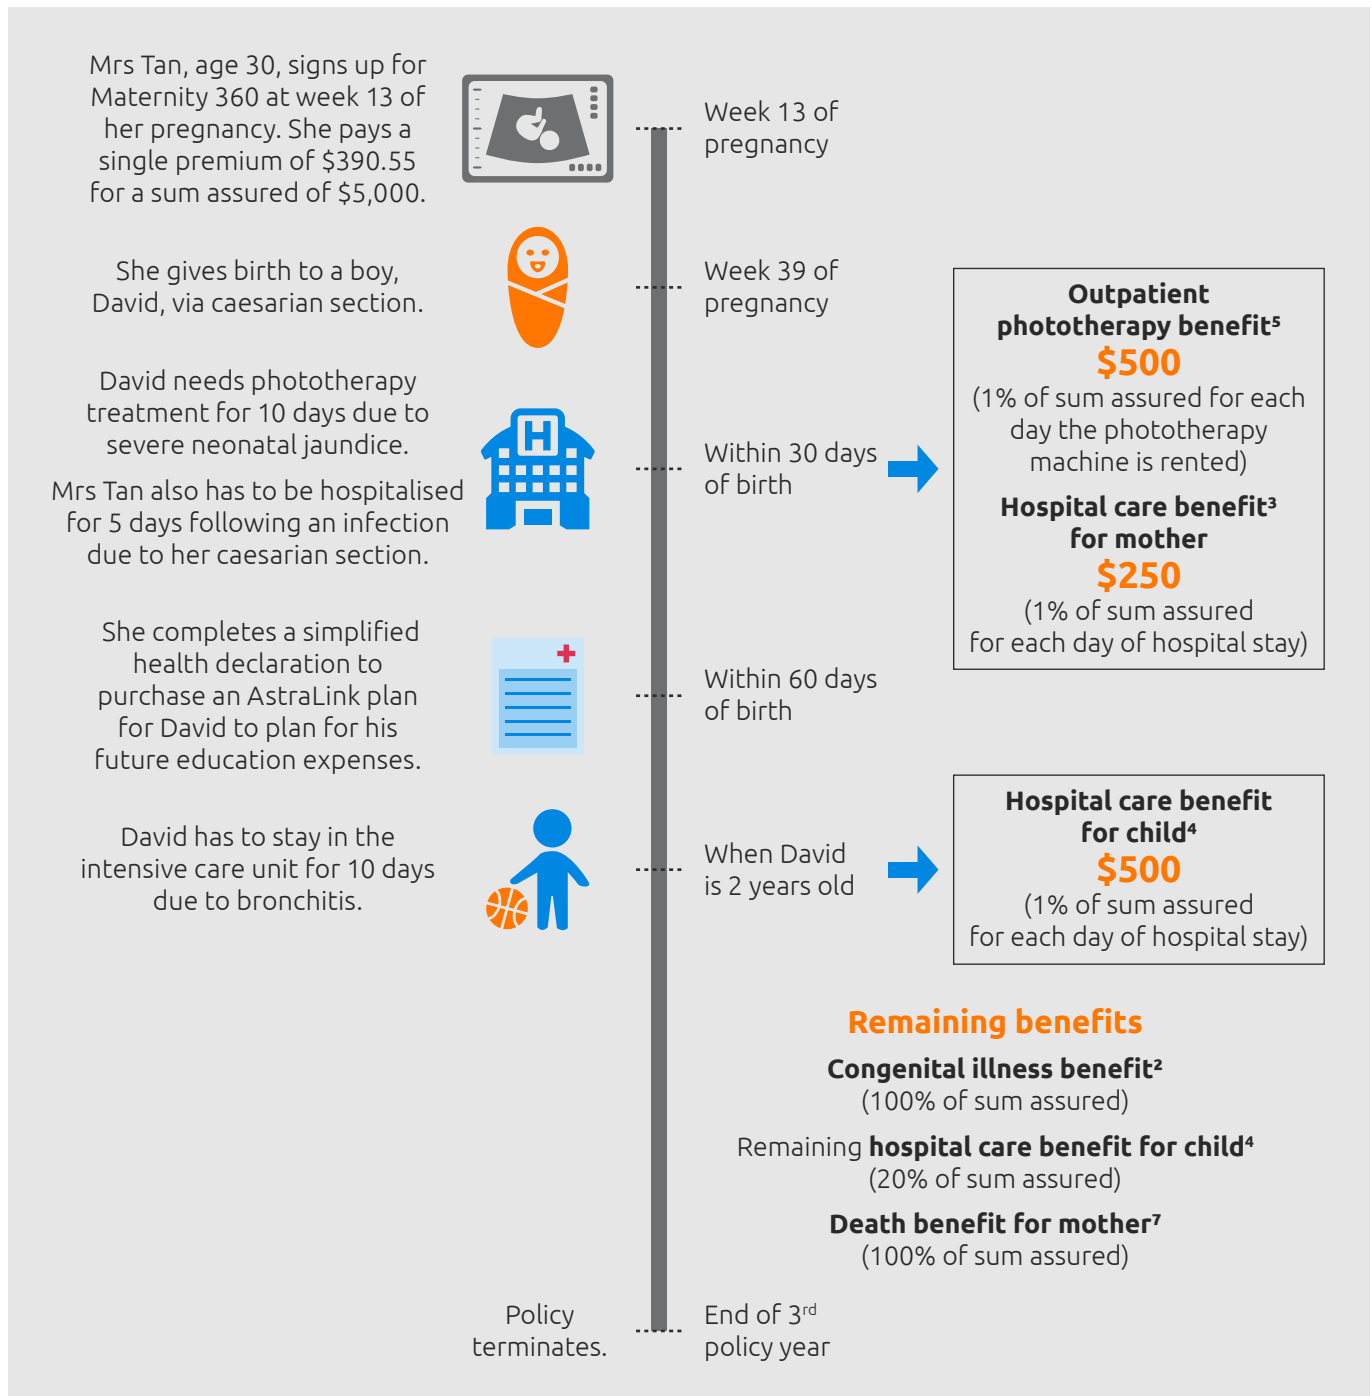 Mrs Tan, age 30, signs up for
Maternity 360 at week 13 of
her pregnancy. She pays a
single premium of $390.55
for a sum assured of $5,000.
Week 13 of
pregnancy
She gives birth to a boy,
David, via caesarian section.
Week 39 of
pregnancy
David needs phototherapy
treatment for 10 days due to
severe neonatal jaundice.
Mrs Tan also has to be hospitalised
for 5 days following an infection
due to her caesarian section.
H
Within 30 days
of birth
Outpatient
phototherapy benefit⁵
$500
(1% of sum assured for each
day the phototherapy
machine is rented)
Hospital care benefit³
for mother
$250
(1% of sum assured
for each day of hospital stay)
She completes a simplified
health declaration to
purchase an AstraLink plan
for David to plan for his
future education expenses.
Within 60 days
of birth
David has to stay in the
intensive care unit for 10 days
due to bronchitis.
When David
is 2 years old
Hospital care benefit
for child⁴
$500
(1% of sum assured
for each day of hospital stay)
Remaining benefits
Congenital illness benefit²
(100% of sum assured)
Remaining hospital care benefit for child⁴
(20% of sum assured)
Death benefit for mother⁷
(100% of sum assured)
Policy
terminates.
End of 3rd
policy year